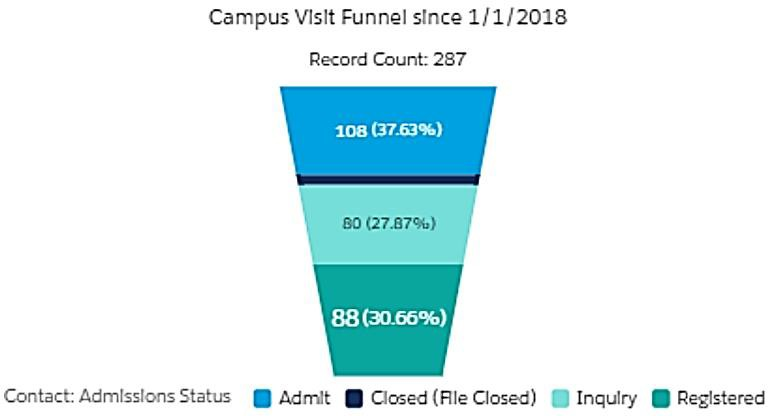 Campus Visit Funnel since 1/1/2018
Record Count: 287
108 (37.63%)
80 (27.87%)
88 (30.66%)
Contact: Admissions Status Admit Closed (File Closed) Inquiry Registered